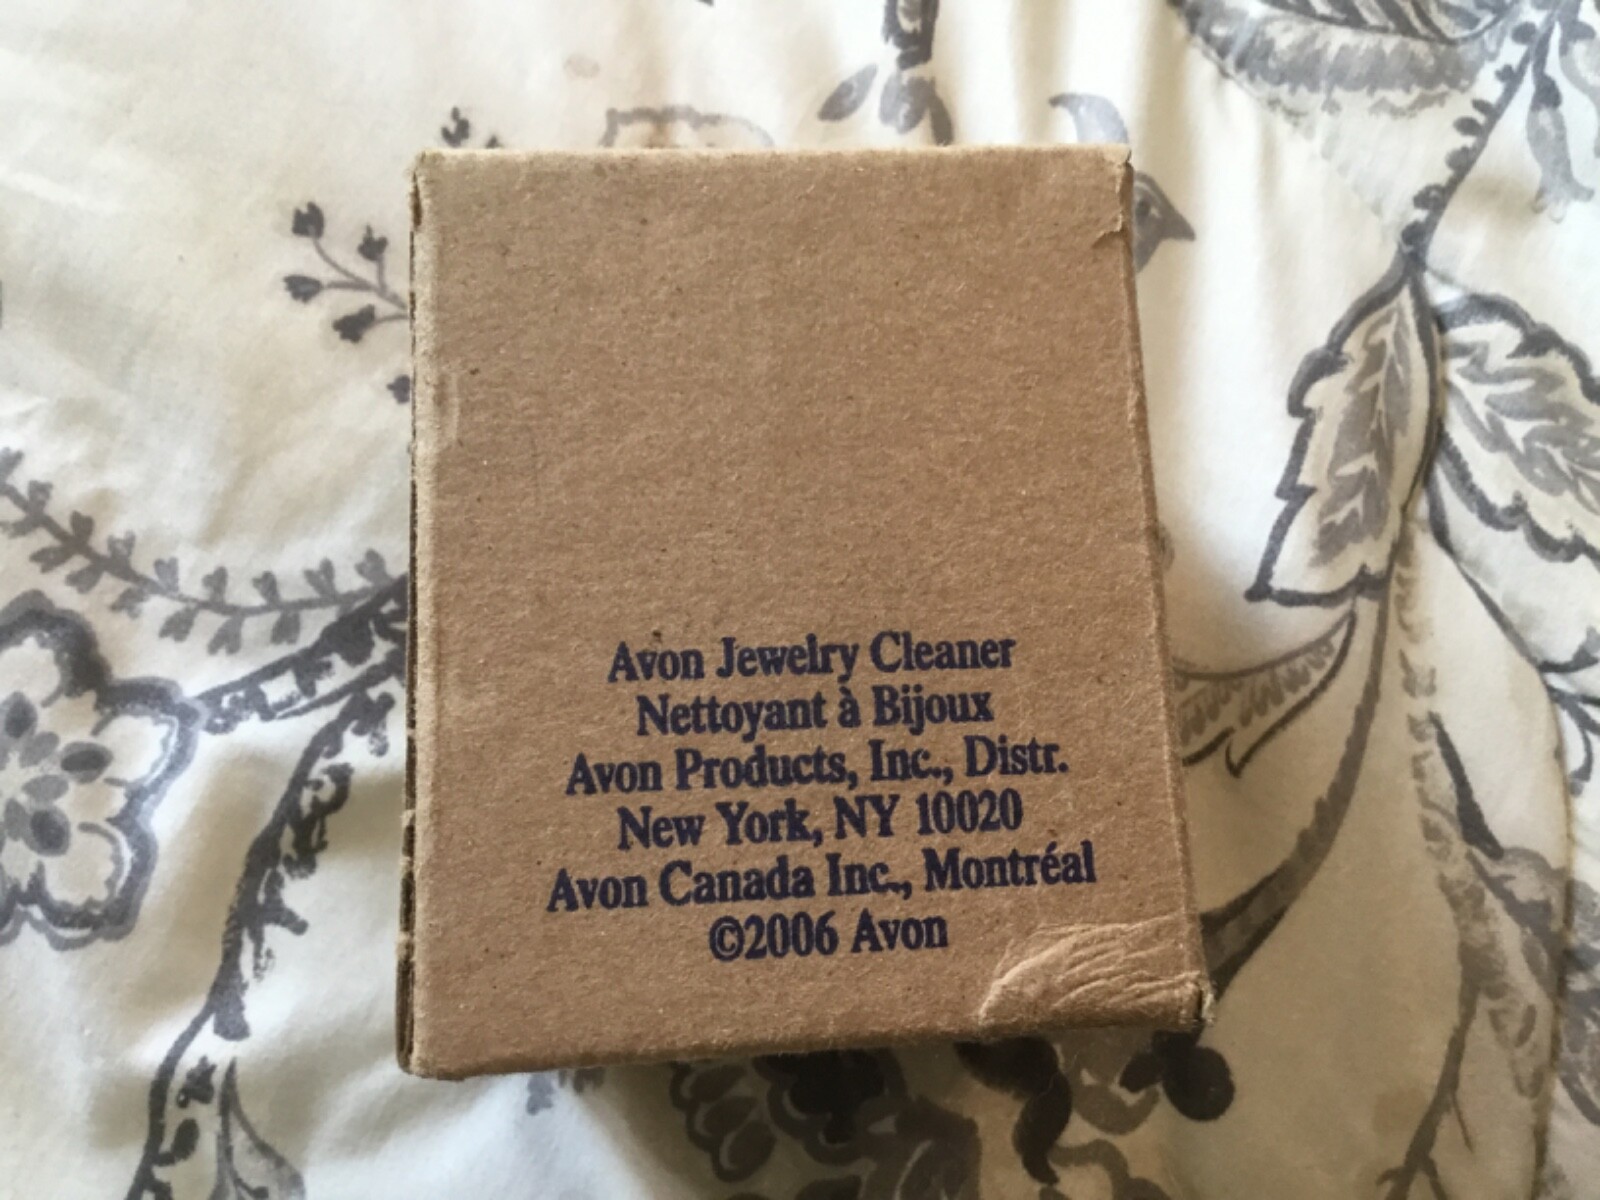 Avon Jewelry Cleaner
Nettoyant à Bijoux
Avon Products, Inc., Distr.
New York, NY 10020
Avon Canada Inc., Montréal
©2006 Avon